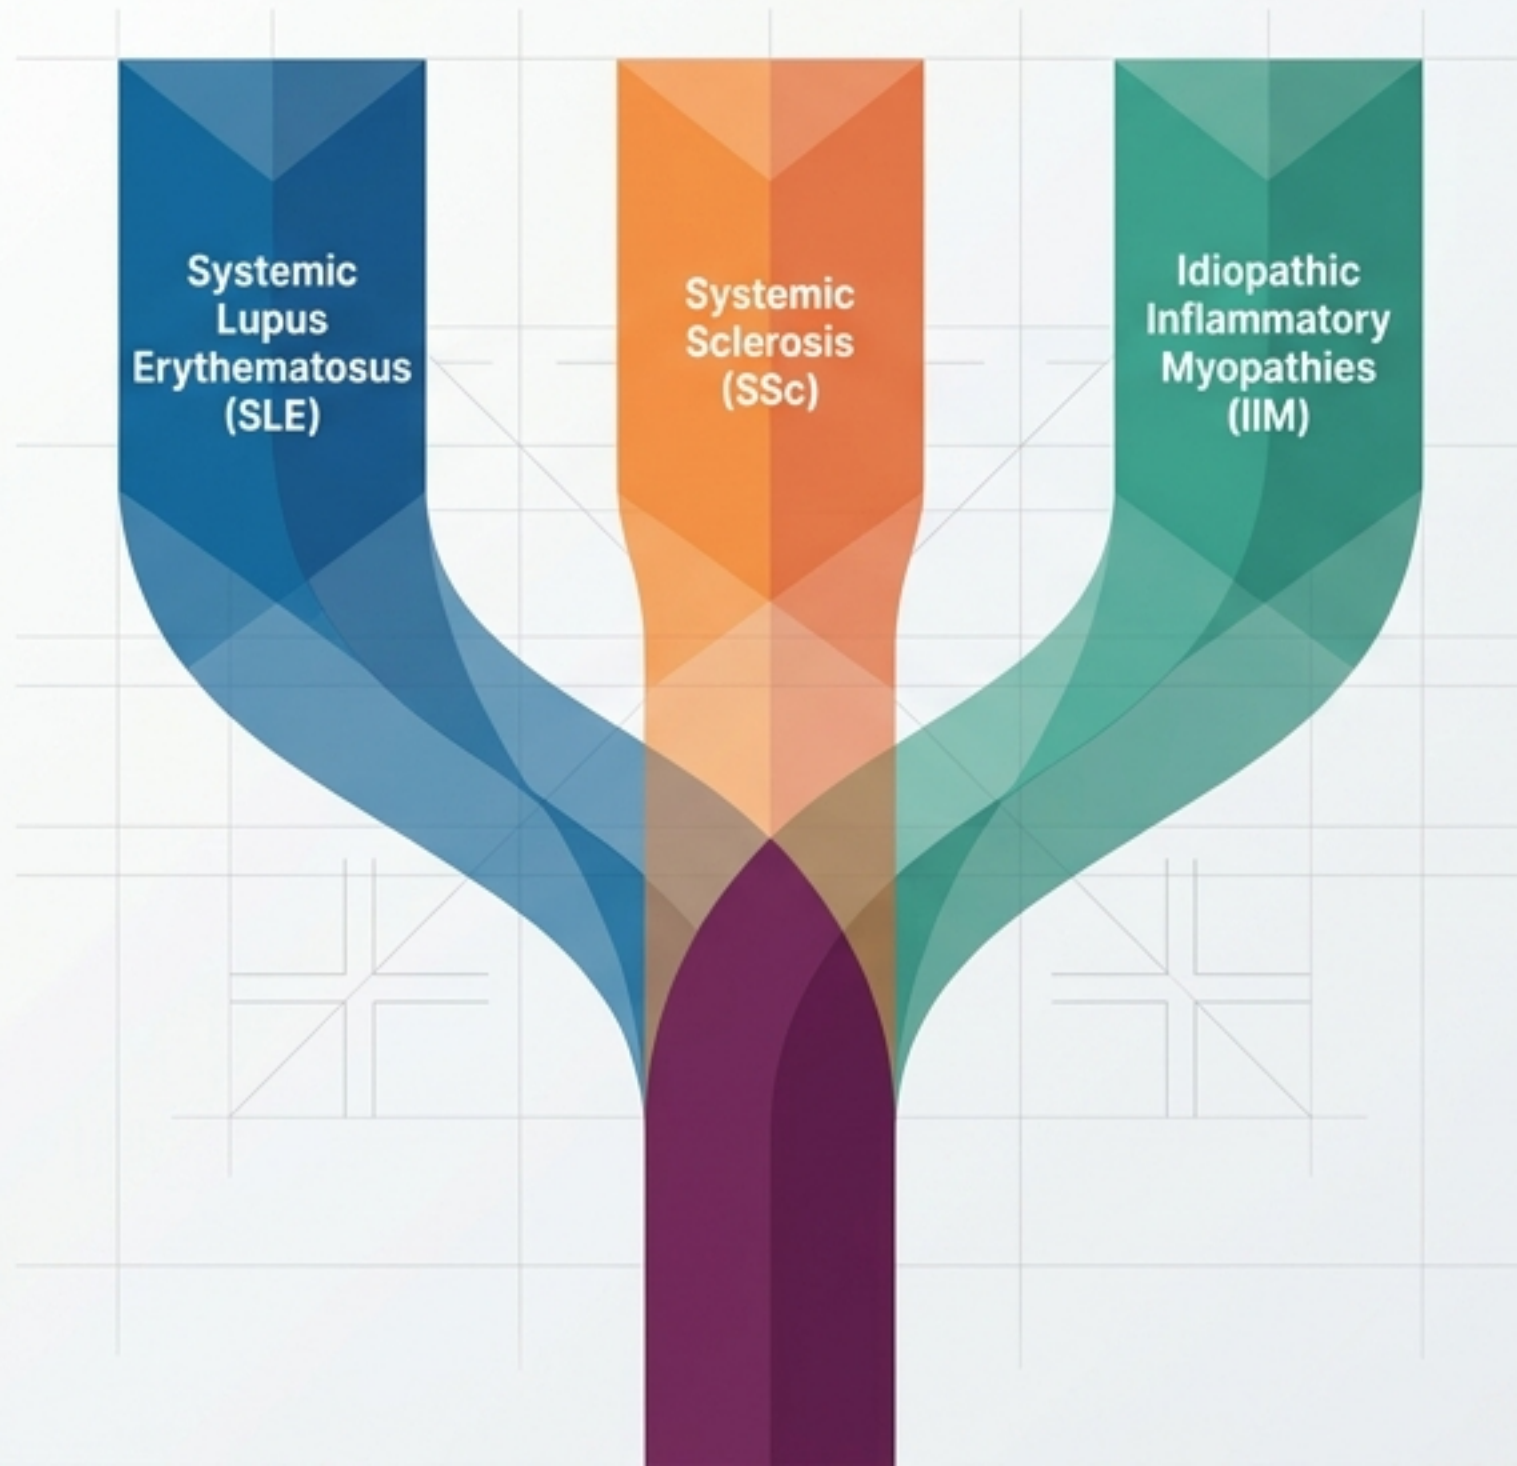 Systemic
Lupus
Erythematosus
(SLE)
Systemic
Sclerosis
(SSc)
Idiopathic
Inflammatory
Myopathies
(IIM)